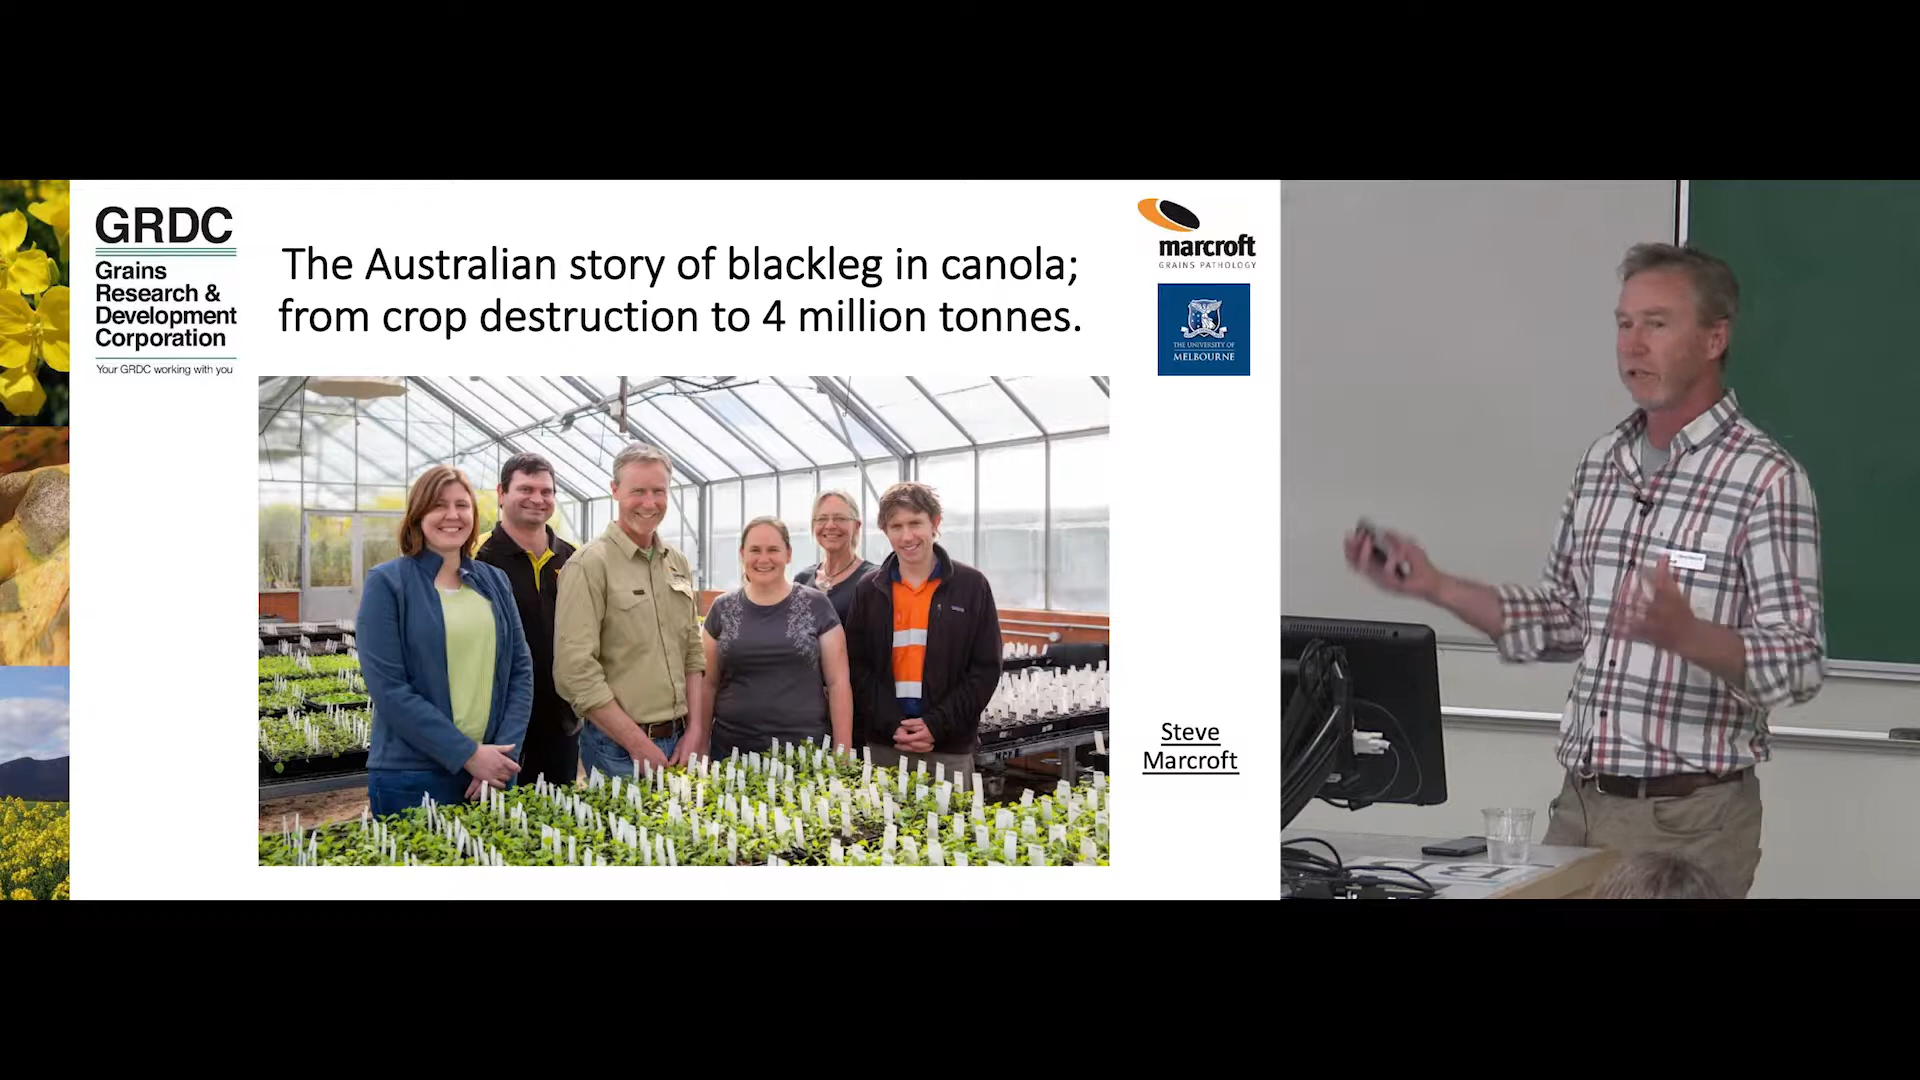 GRDC
Grains
Research &
Development
Corporation
Your GRDC working with you
The Australian story of blackleg in canola;
from crop destruction to 4 million tonnes.
marcroft
GRAINS PATHOLOGY
THE UNIVERSITY OF
MELBOURNE
Steve
Marcroft